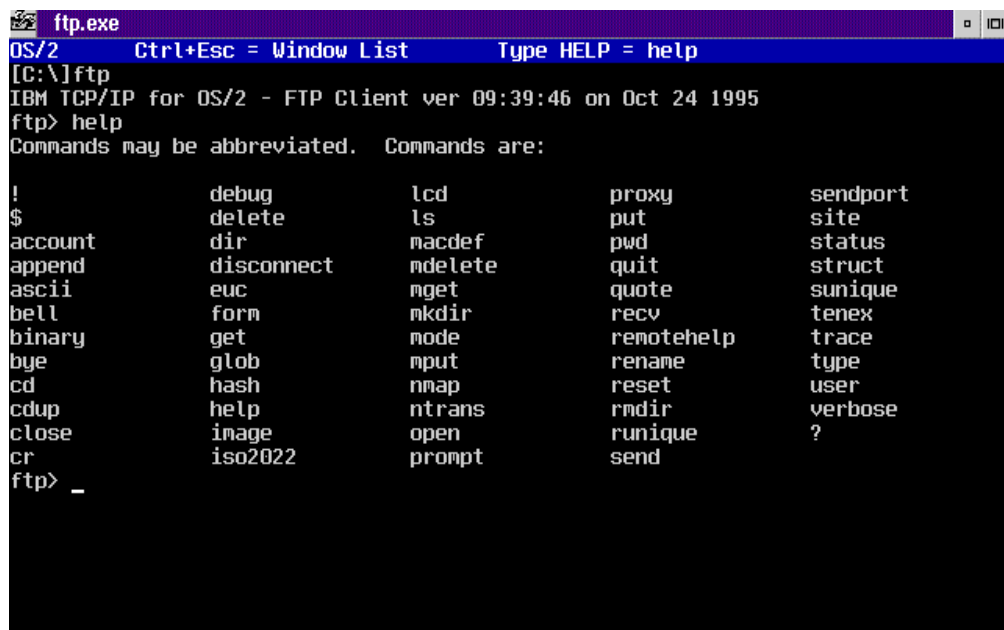 ftp.exe
OS/2 Ctrl+Esc = Window List Type HELP = help
[C:\]ftp
IBM TCP/IP for OS/2 - FTP Client ver 09:39:46 on Oct 24 1995
ftp> help
Commands may be abbreviated. Commands are:
! debug lcd proxy sendport
$ delete ls put site
account dir macdef pwd status
append disconnect mdelete quit struct
ascii euc mget quote sunique
bell form mkdir recv tenex
binary get mode remotehelp trace
bye glob mput rename type
cd hash nmap reset user
cdup help ntrans rmdir verbose
close image open runique ?
cr iso2022 prompt send
ftp> _